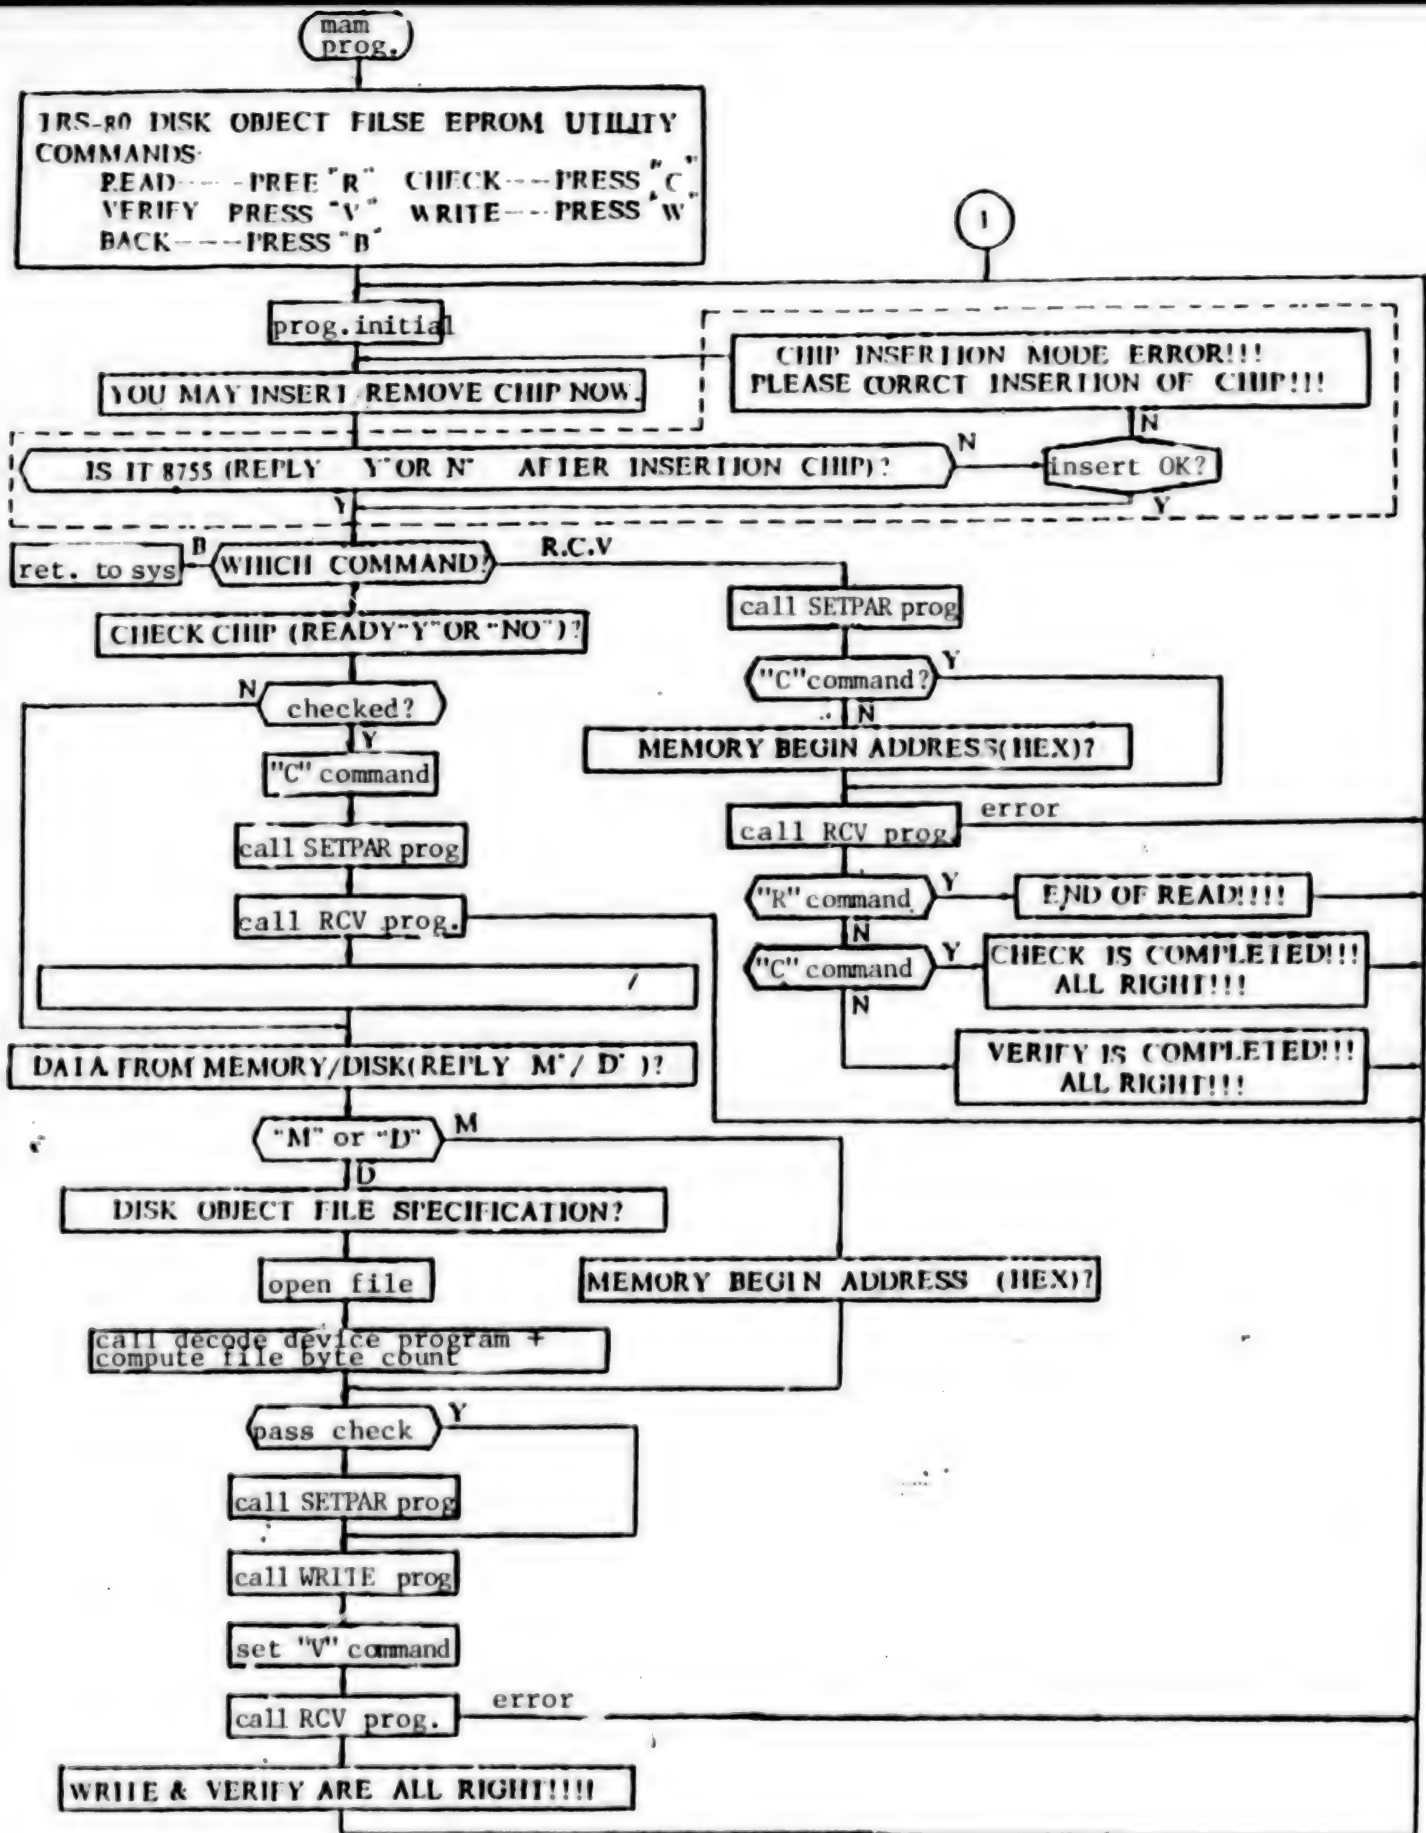 mam
prog.
TRS-80 DISK OBJECT FILSE EPROM UTILITY
COMMANDS
READ-----PREE "R" CHECK----PRESS "C"
VERIFY PRESS "V" WRITE----PRESS "W"
BACK----PRESS "B"
1
prog.initial
CHIP INSERTION MODE ERROR!!!
PLEASE CORRCT INSERTION OF CHIP!!!
YOU MAY INSERT/REMOVE CHIP NOW.
N
IS IT 8755 (REPLY Y"OR N" AFTER INSERTION CHIP)?
N
insert OK?
Y
Y
ret. to sys
B
WHICH COMMAND?
R.C.V
call SETPAR prog
CHECK CHIP (READY"Y"OR "NO")?
"C"command?
Y
N
N
checked?
Y
MEMORY BEGIN ADDRESS(HEX)?
"C" command
call RCV prog.
error
call SETPAR prog
"R" command
Y
END OF READ!!!!
N
call RCV prog.
"C" command
Y
CHECK IS COMPLETED!!!
ALL RIGHT!!!
N
VERIFY IS COMPLETED!!!
ALL RIGHT!!!
DATA FROM MEMORY/DISK(REPLY M"/ D" )?
"M" or "D"
M
D
DISK OBJECT FILE SPECIFICATION?
open file
MEMORY BEGIN ADDRESS (HEX)?
call decode device program +
compute file byte count
pass check
Y
call SETPAR prog
call WRITE prog
set "V" command
call RCV prog.
error
WRITE & VERIFY ARE ALL RIGHT!!!!